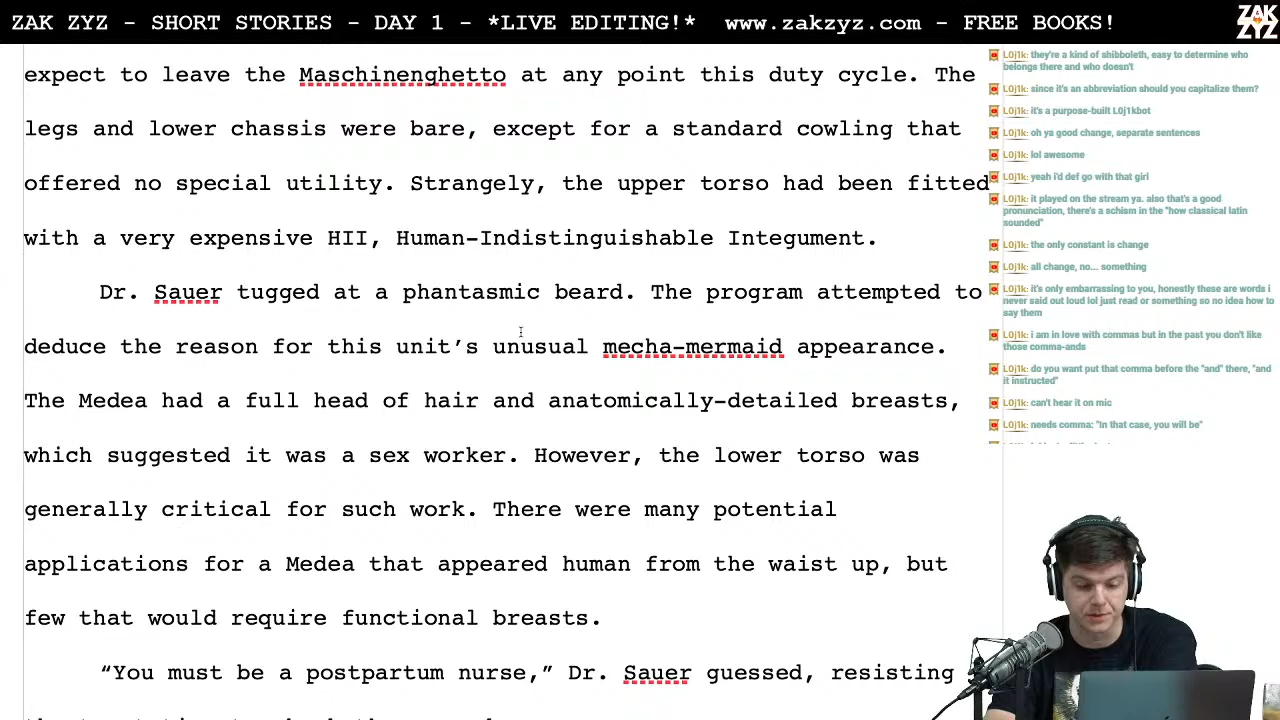 ZAK ZYZ - SHORT STORIES - DAY 1 - *LIVE EDITING!* www.zakzyz.com - FREE BOOKS!
ZAK
ZYZ
expect to leave the Maschinenghetto at any point this duty cycle. The
legs and lower chassis were bare, except for a standard cowling that
offered no special utility. Strangely, the upper torso had been fitted
with a very expensive HII, Human-Indistinguishable Integument.
Dr. Sauer tugged at a phantasmic beard. The program attempted to
deduce the reason for this unit’s unusual mecha-mermaid appearance.
The Medea had a full head of hair and anatomically-detailed breasts,
which suggested it was a sex worker. However, the lower torso was
generally critical for such work. There were many potential
applications for a Medea that appeared human from the waist up, but
few that would require functional breasts.
“You must be a postpartum nurse,” Dr. Sauer guessed, resisting
L0j1k: they're a kind of shibboleth, easy to determine who
belongs there and who doesn't
L0j1k: since it's an abbreviation should you capitalize them?
L0j1k: it's a purpose-built L0j1kbot
L0j1k: oh ya good change, separate sentences
L0j1k: lol awesome
L0j1k: yeah i'd def go with that girl
L0j1k: it played on the stream ya. also that's a good
pronunciation, there's a schism in the "how classical latin
sounded"
L0j1k: the only constant is change
L0j1k: all change, no... something
L0j1k: it's only embarrassing to you, honestly these are words i
never said out loud lol just read or something so no idea how to
say them
L0j1k: i am in love with commas but in the past you don't like
those comma-ands
L0j1k: do you want put that comma before the "and" there, "and
it instructed"
L0j1k: can't hear it on mic
L0j1k: needs comma: "In that case, you will be"